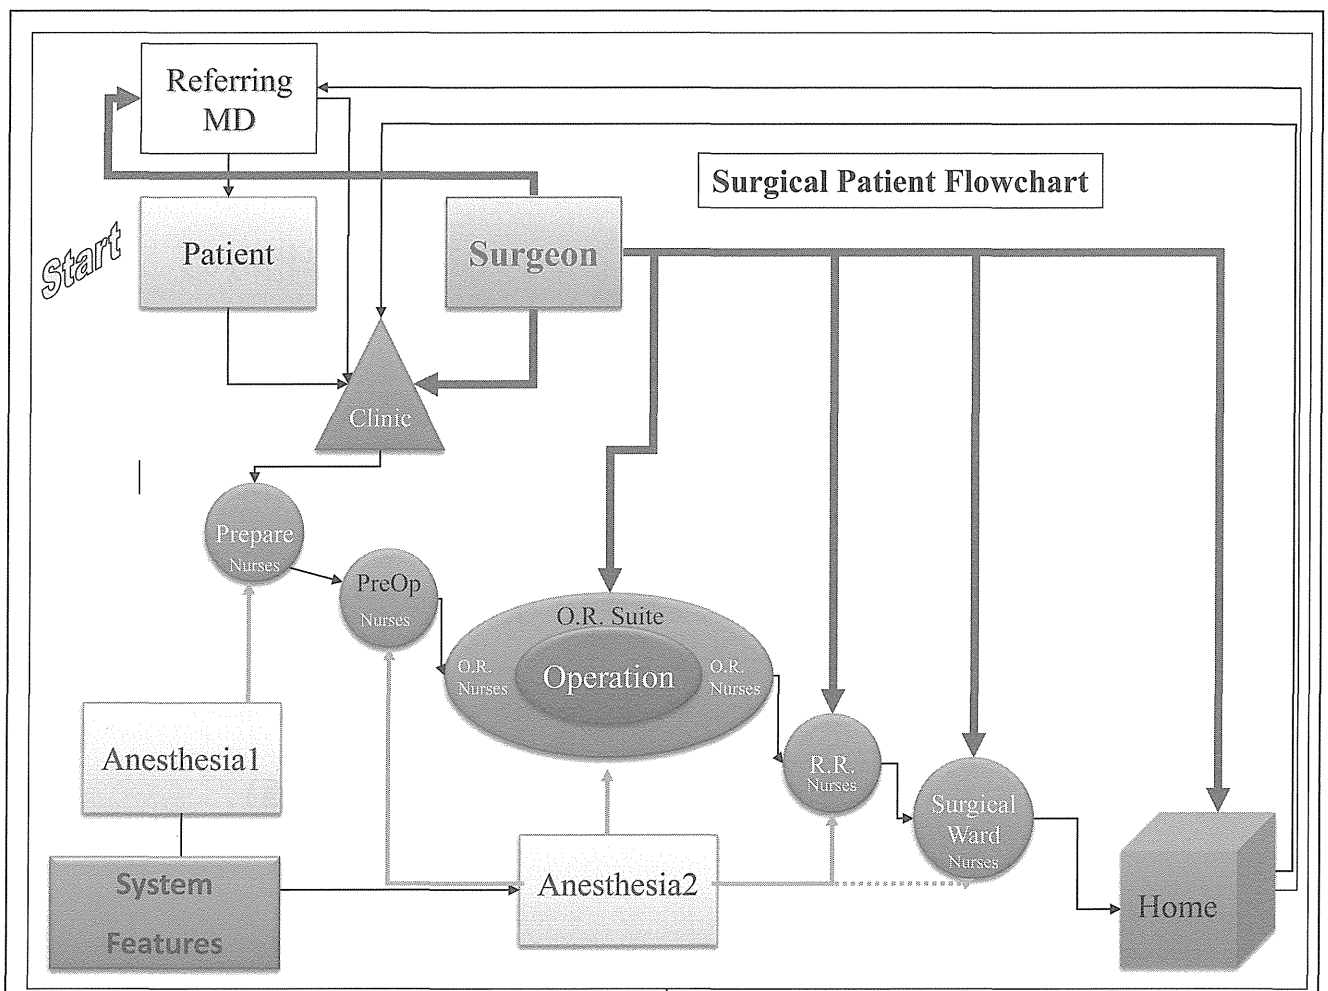 Referring
MD
Surgical Patient Flowchart
Start
Patient
Surgeon
Clinic
Prepare
Nurses
PreOp
Nurses
O.R. Suite
O.R.
Nurses
Operation
O.R.
Nurses
Anesthesia1
R.R.
Nurses
Surgical
Ward
Nurses
System
Features
Anesthesia2
Home